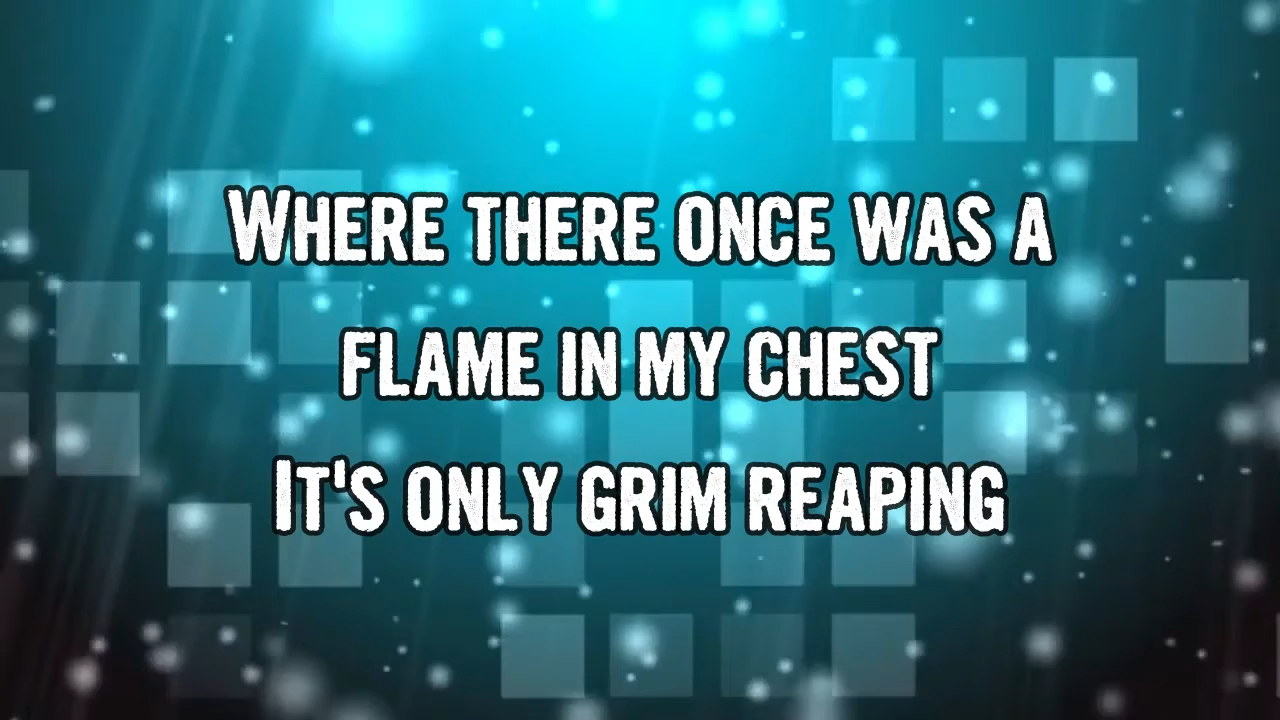 Where there once was a
flame in my chest
It's only grim reaping